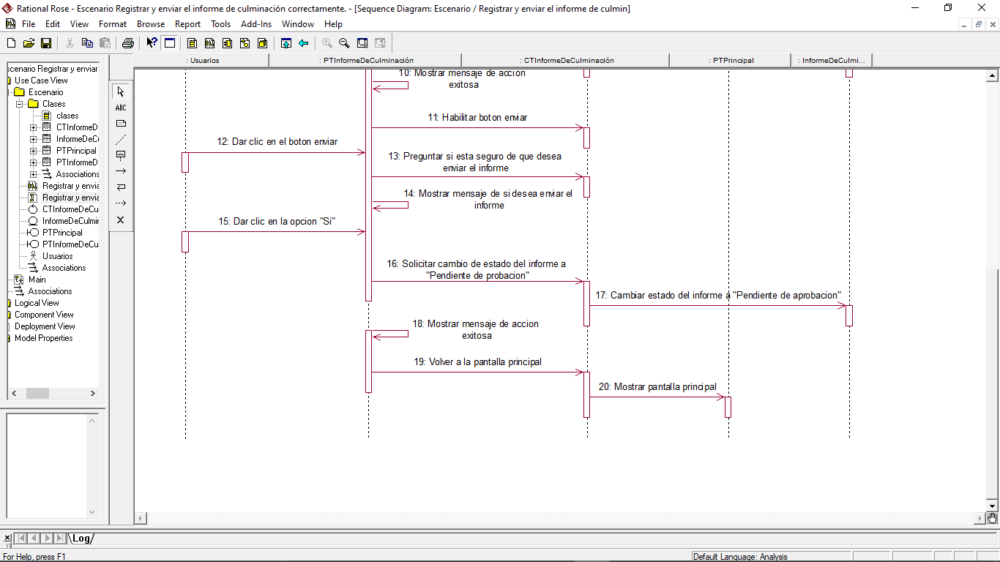 Rational Rose - Escenario Registrar y enviar el informe de culminación correctamente. - [Sequence Diagram: Escenario / Registrar y enviar el informe de culmin]
File Edit View Format Browse Report Tools Add-Ins Window Help
: Usuarios
: PTInformeDeCulminación
: CTInformeDeCulminación
: PTPrincipal
: InformeDeCulmi...
scenario Registrar y enviar
Use Case View
Escenario
Clases
clases
CTInformeD
InformeDeCu
PTPrincipal
PTInformeD
Associations
Registrar y envia
Registrar y envia
CTInformeDeCu
InformeDeCulmin
PTPrincipal
PTInformeDeCu
Usuarios
Associations
Main
Associations
Logical View
Component View
Deployment View
Model Properties
ABC
10: Mostrar mensaje de accion
exitosa
11: Habilitar boton enviar
12: Dar clic en el boton enviar
13: Preguntar si esta seguro de que desea
enviar el informe
14: Mostrar mensaje de si desea enviar el
informe
15: Dar clic en la opcion "Si"
16: Solicitar cambio de estado del informe a
"Pendiente de probacion"
17: Cambiar estado del informe a "Pendiente de aprobacion"
18: Mostrar mensaje de accion
exitosa
19: Volver a la pantalla principal
20: Mostrar pantalla principal
Log
For Help, press F1
Default Language: Analysis